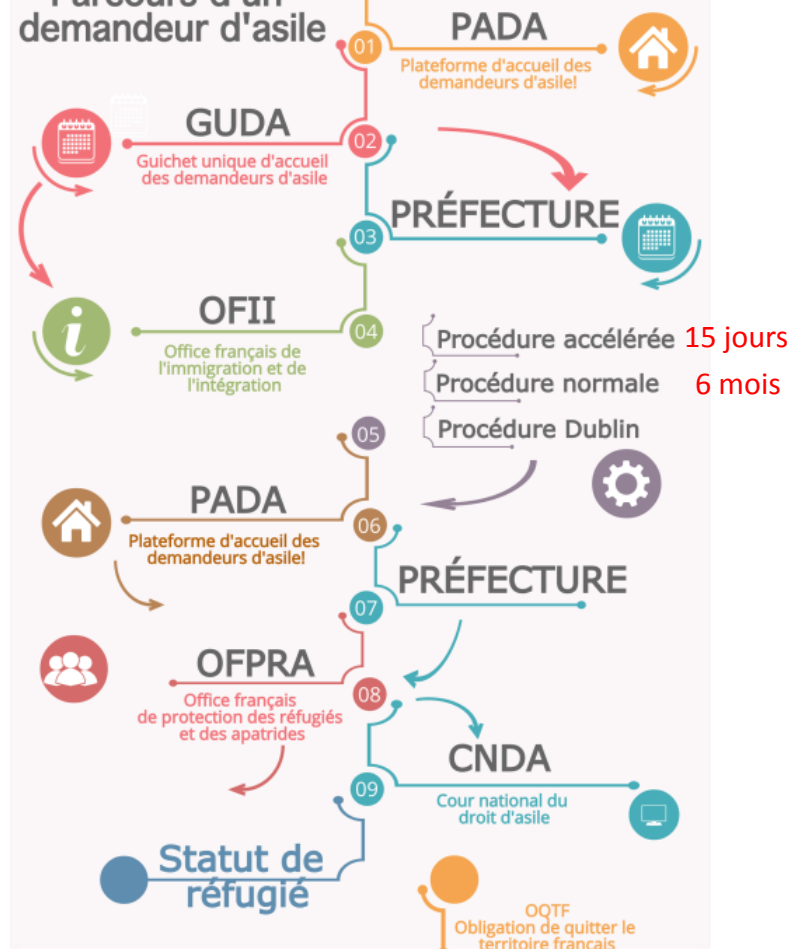 Parcours d'un
demandeur d'asile
01
PADA
Plateforme d'accueil des
demandeurs d'asile!
GUDA
02
Guichet unique d'accueil
des demandeurs d'asile
PRÉFECTURE
03
OFII
04
Office français de
l'immigration et de
l'intégration
Procédure accélérée 15 jours
Procédure normale 6 mois
Procédure Dublin
05
PADA
06
Plateforme d'accueil des
demandeurs d'asile!
PRÉFECTURE
07
OFPRA
08
Office français
de protection des réfugiés
et des apatrides
CNDA
09
Cour national du
droit d'asile
Statut de
réfugié
OQTF
Obligation de quitter le
territoire français